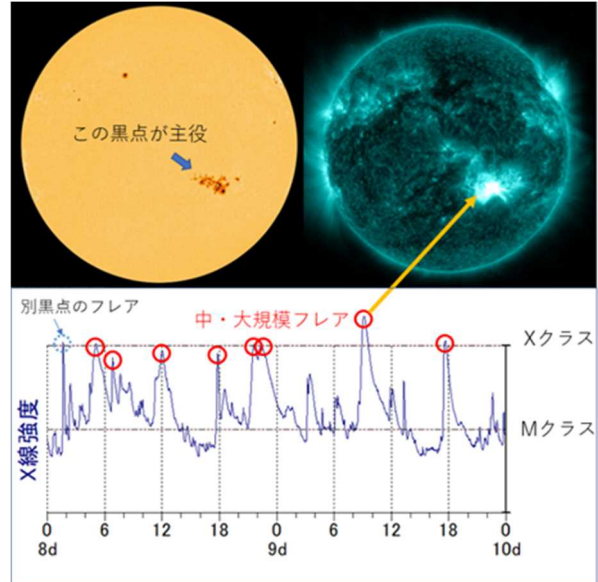 この黒点が主役
別黒点のフレア
中・大規模フレア
Xクラス
Mクラス
X線強度
0 6 12 18 0 6 12 18 0
8d 9d 10d